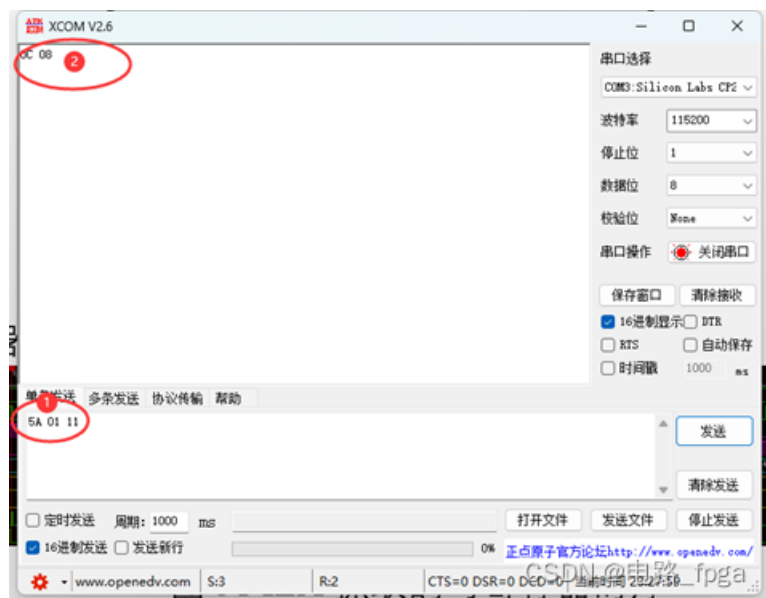 XCOM V2.6
0C 08
2
串口选择
COM3:Silicon Labs CP2
波特率 115200
停止位 1
数据位 8
校验位 None
串口操作 关闭串口
保存窗口 清除接收
16进制显示 DTR
RTS 自动保存
时间戳 1000 ms
单条发送 多条发送 协议传输 帮助
1
5A 01 11
发送
清除发送
定时发送 周期: 1000 ms 打开文件 发送文件 停止发送
16进制发送 发送新行 0% 正点原子官方论坛http://www.openedv.com/
www.openedv.com S:3 R:2 CTS=0 DSR=0 DCD=0 当前时间
CSDN @电路_fpga